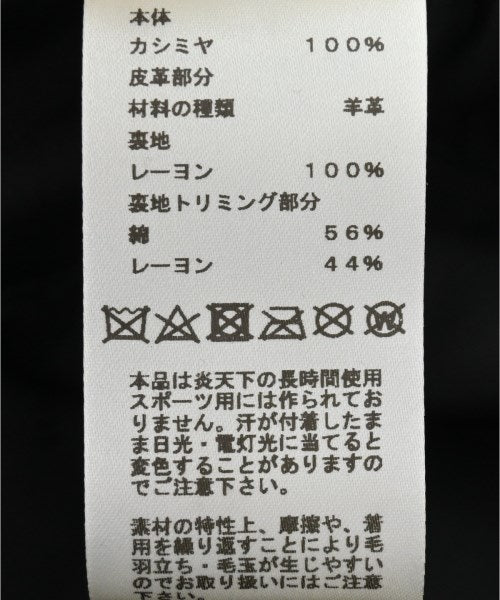 本体
カシミヤ 100%
皮革部分
材料の種類 羊革
裏地
レーヨン 100%
裏地トリミング部分
綿 56%
レーヨン 44%
W
本品は炎天下の長時間使用
スポーツ用には作られてお
りません。汗が付着したま
ま日光・電灯光に当てると
変色することがありますの
でご注意下さい。
素材の特性上、摩擦や、着
用を繰り返すことにより毛
羽立ち・毛玉が生じやすい
のでお取り扱いにはご注意
下さい。